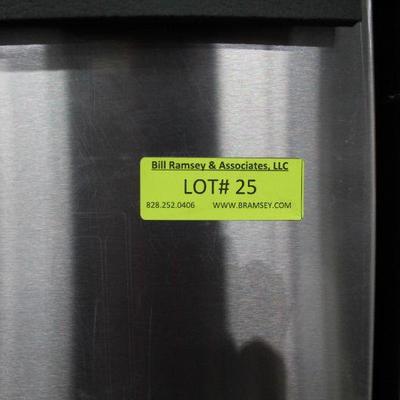 Bill Ramsey & Associates, LLC
LOT# 25
828.252.0406 WWW.BRAMSEY.COM